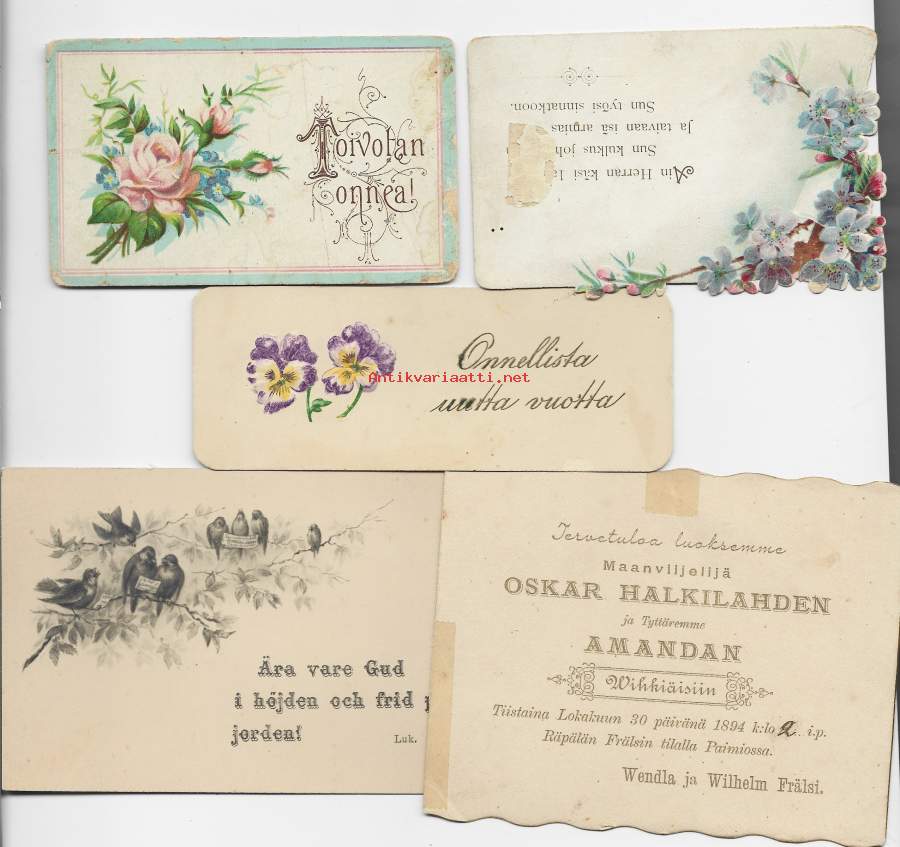 Toivotan
onnea!
Ain Herran käsi
Sun kulkus
Ja taivaan isä armias
Sun työsi sinnatkoon.
Onnellista
uutta vuotta
Antikvariaatti.net
Ära vare Gud
i höjden och frid
jorden!
Luk.
Tervetuloa luoksemme
Maanviljelijä
OSKAR HALKILAHDEN
ja Tyttäremme
AMANDAN
Wihkiäisiin
Tiistaina Lokakuun 30 päivänä 1894 k:lo 2 i.p.
Räpälän Frälsin tilalla Paimiossa.
Wendla ja Wilhelm Frälsi.